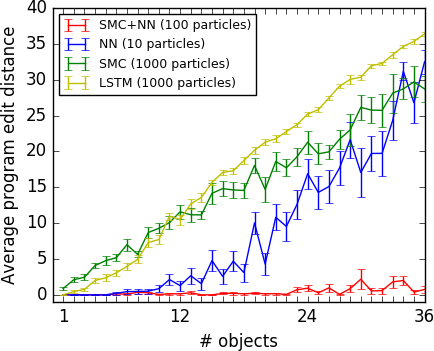 40
35
30
25
20
15
10
5
0
Average program edit distance
SMC+NN (100 particles)
NN (10 particles)
SMC (1000 particles)
LSTM (1000 particles)
1 12 24 36
# objects